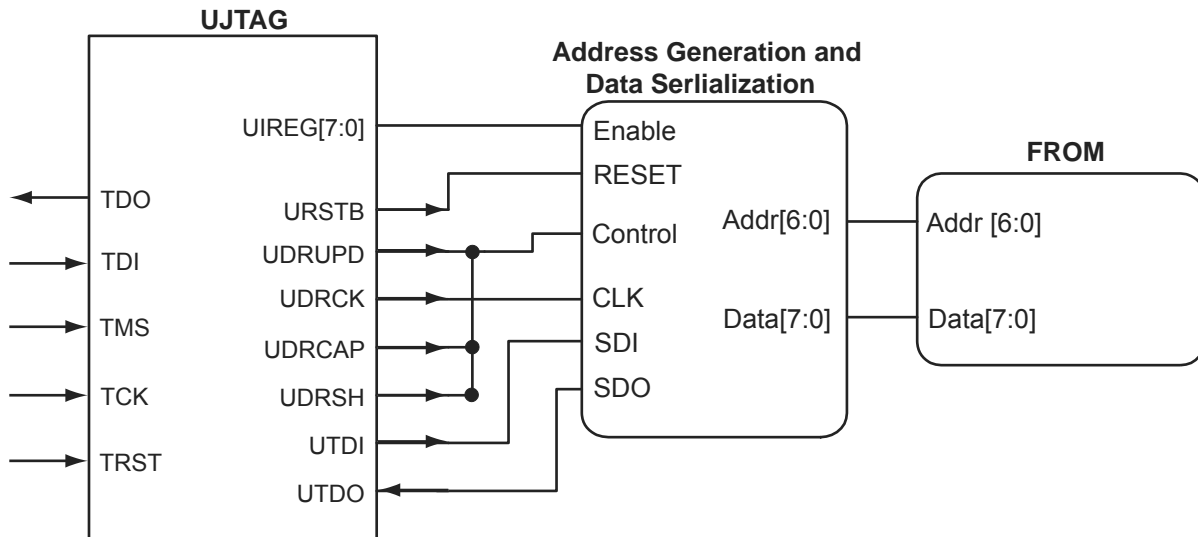 UJTAG
Address Generation and
Data Serlialization
FROM
UIREG[7:0]
URSTB
UDRUPD
UDRCK
UDRCAP
UDRSH
UTDI
UTDO
TDO
TDI
TMS
TCK
TRST
Enable
RESET
Control
CLK
SDI
SDO
Addr[6:0]
Data[7:0]
Addr [6:0]
Data[7:0]